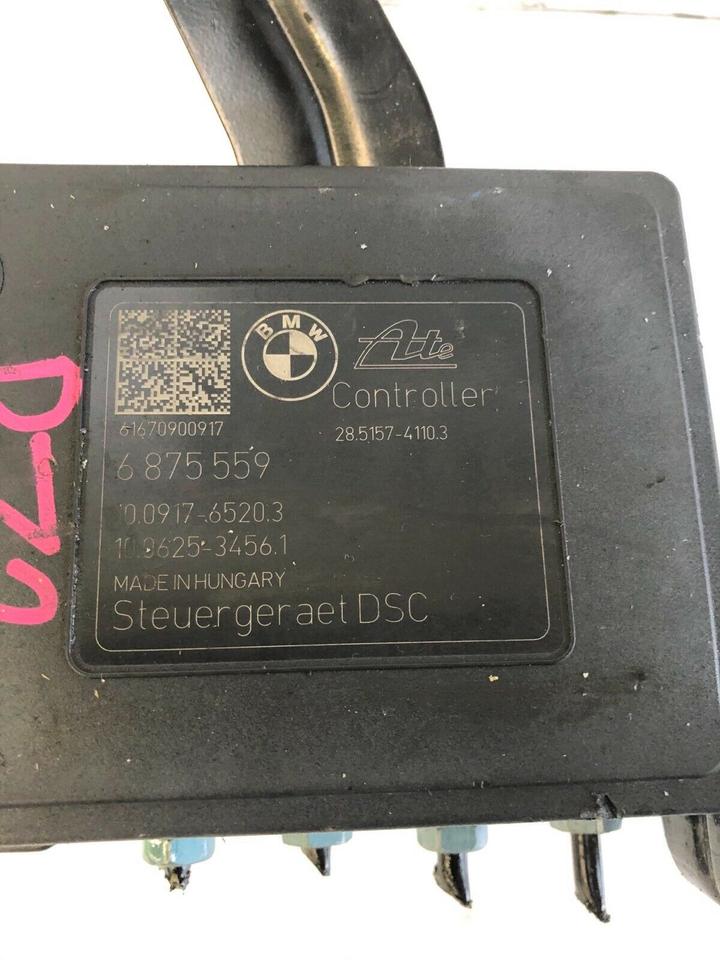 BMW
Ate
Controller
61670900917
28.5157-4110.3
6 875 559
10.0917-6520.3
10.0625-3456.1
MADE IN HUNGARY
Steuergeraet DSC